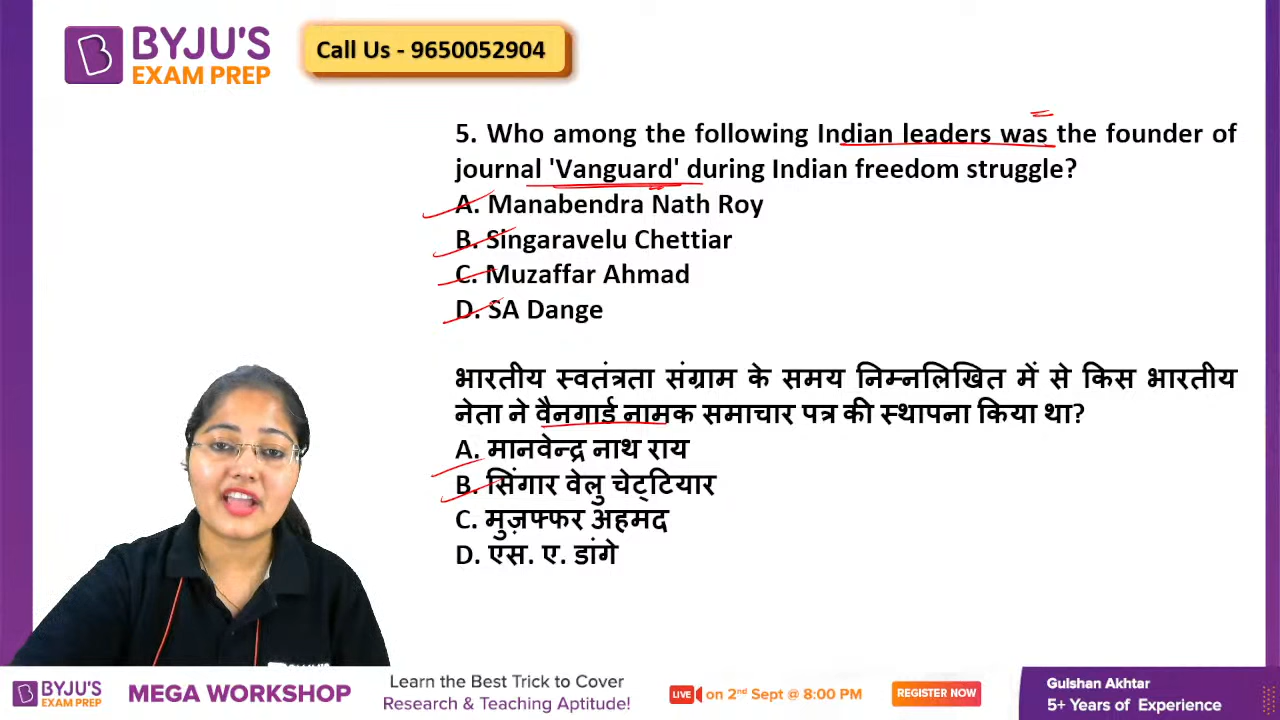 BYJU'S
EXAM PREP
Call Us - 9650052904
5. Who among the following Indian leaders was the founder of
journal 'Vanguard' during Indian freedom struggle?
A. Manabendra Nath Roy
B. Singaravelu Chettiar
C. Muzaffar Ahmad
D. SA Dange
भारतीय स्वतंत्रता संग्राम के समय निम्नलिखित में से किस भारतीय
नेता ने वैनगार्ड नामक समाचार पत्र की स्थापना किया था?
A. मानवेन्द्र नाथ राय
B. सिंगार वेलु चेट्टियार
C. मुज़फ्फर अहमद
D. एस. ए. डांगे
BYJU'S
BYJU'S
EXAM PREP
MEGA WORKSHOP
Learn the Best Trick to Cover
Research & Teaching Aptitude!
LIVE on 2nd Sept @ 8:00 PM
REGISTER NOW
Gulshan Akhtar
5+ Years of Experience